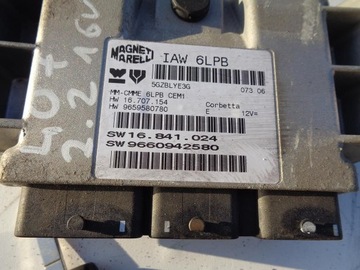 MAGNETI MARELLI
IAW 6LPB
5GZBLYE3G
073 06
MM-CMME 6LPB CEM1
HW 16.707.154
Corbetta
HW 9659580780
E 12V=
SW16.841.024
SW9660942580
407
2.2 16V